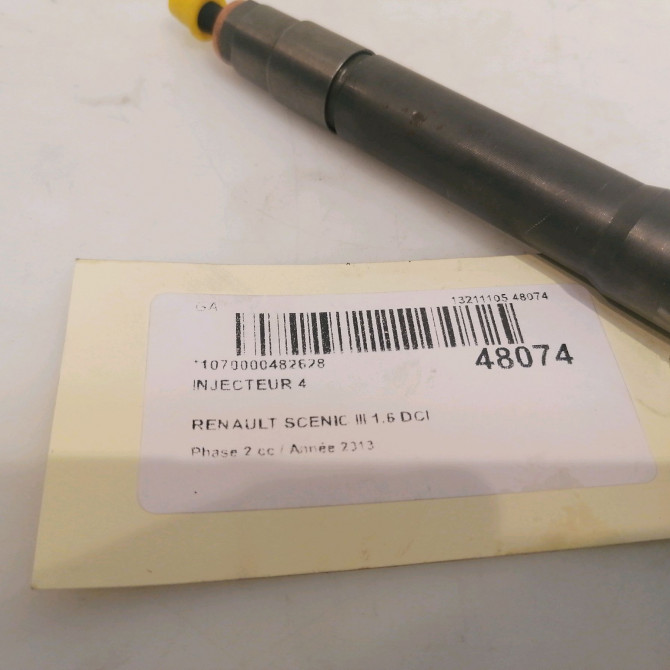 GA 13211105 48074
*1070000482628 48074
INJECTEUR 4
RENAULT SCENIC III 1.6 DCI
Phase 2 cc / Année 2013